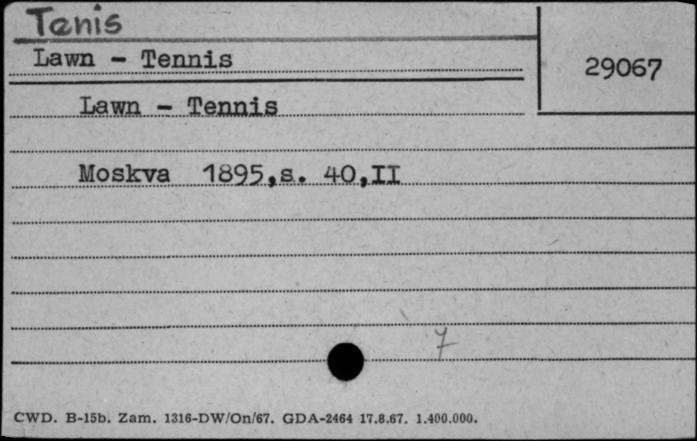 Tenis
Lawn - Tennis
29067
Lawn - Tennis
Moskva 1895,s. 40,II
7
CWD. B-15b. Zam. 1316-DW/On/67. GDA-2464 17.8.67. 1.400.000.